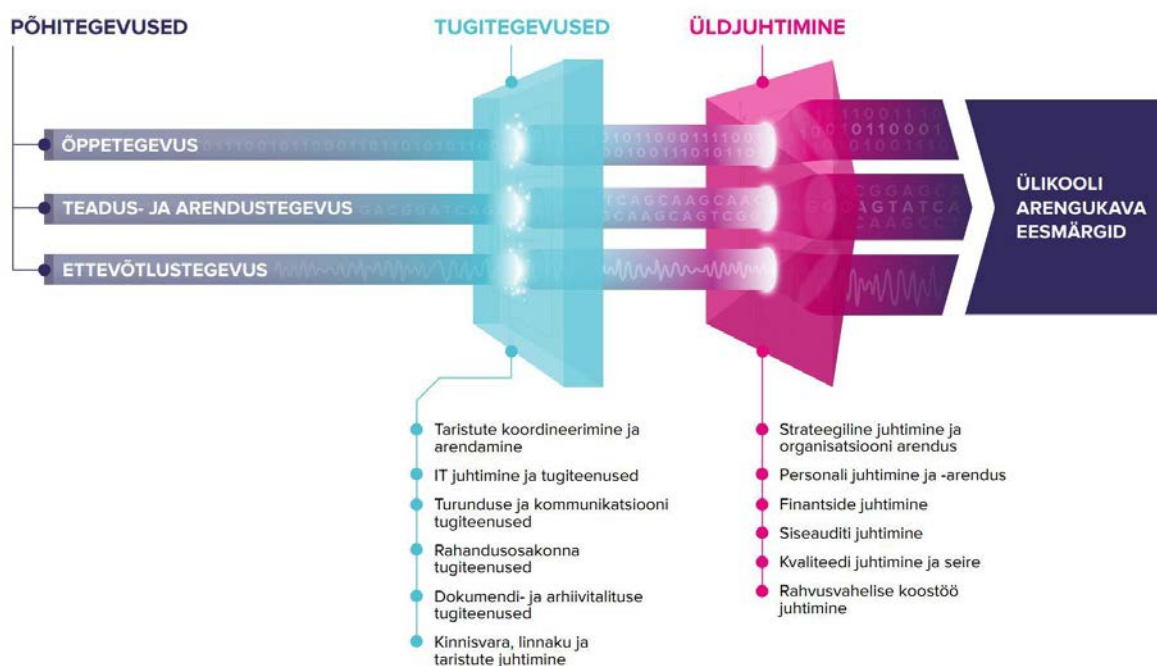 PÕHITEGEVUSED
TUGITEGEVUSED
ÜLDJUHTIMINE
ÕPPETEGEVUS
TEADUS- JA ARENDUSTEGEVUS
ETTEVÕTLUSTEGEVUS
ÜLIKOOLI
ARENGUKAVA
EESMÄRGID
Taristute koordineerimine ja
arendamine
IT juhtimine ja tugiteenused
Turunduse ja kommunikatsiooni
tugiteenused
Rahandusosakonna
tugiteenused
Dokumendi- ja arhiivitalituse
tugiteenused
Kinnisvara, linnaku ja
taristute juhtimine
Strateegiline juhtimine ja
organisatsiooni arendus
Personali juhtimine ja -arendus
Finantside juhtimine
Siseauditi juhtimine
Kvaliteedi juhtimine ja seire
Rahvusvahelise koostöö
juhtimine